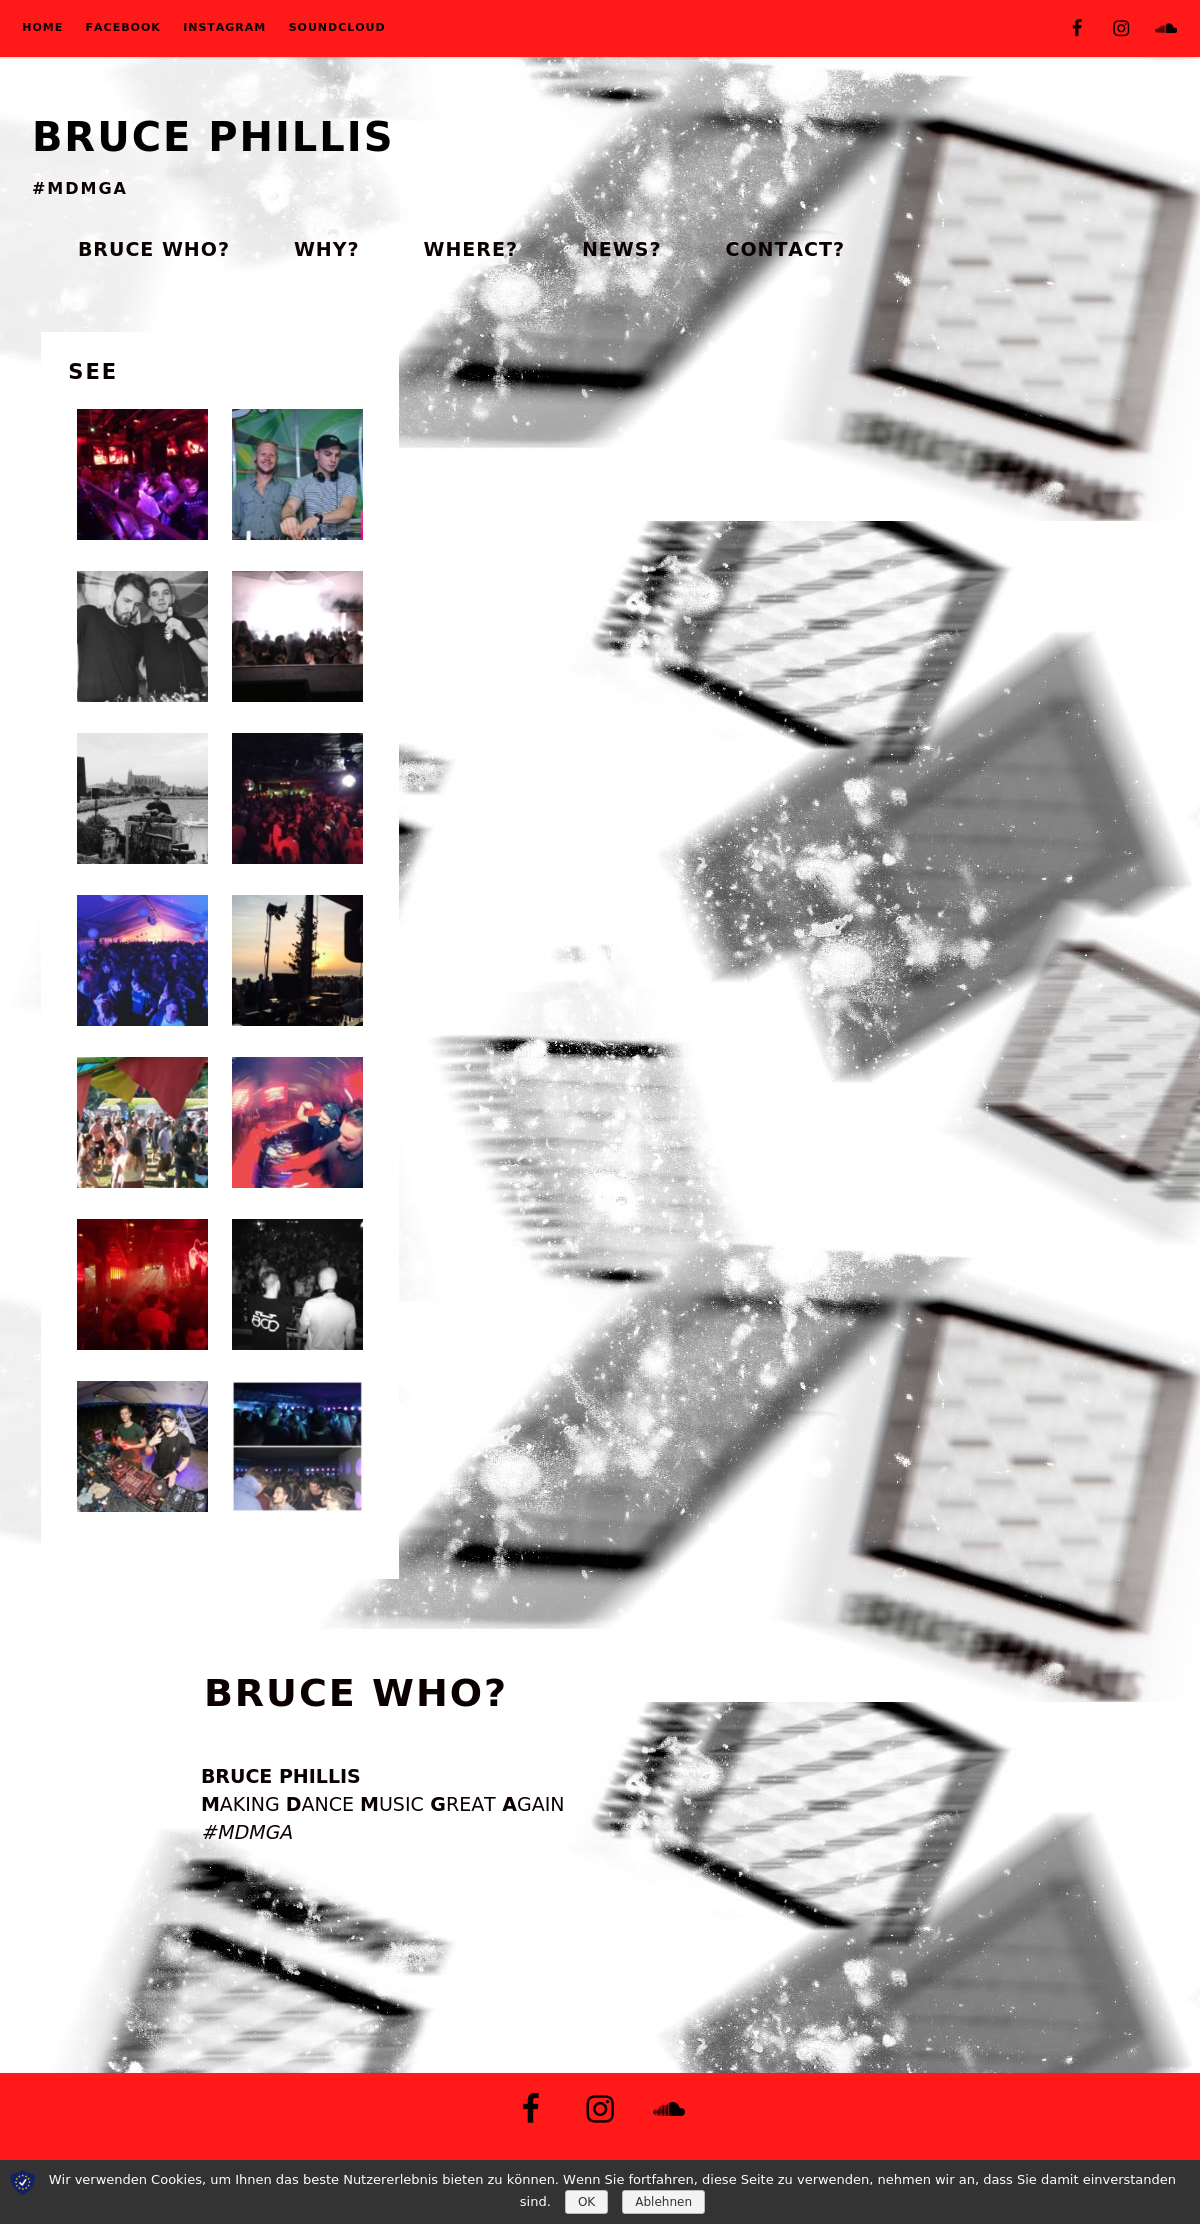 HOME FACEBOOK INSTAGRAM SOUNDCLOUD
BRUCE PHILLIS
#MDMGA
BRUCE WHO? WHY? WHERE? NEWS? CONTACT?
SEE
BRUCE WHO?
BRUCE PHILLIS
MAKING DANCE MUSIC GREAT AGAIN
#MDMGA
Wir verwenden Cookies, um Ihnen das beste Nutzererlebnis bieten zu können. Wenn Sie fortfahren, diese Seite zu verwenden, nehmen wir an, dass Sie damit einverstanden
sind. OK Ablehnen